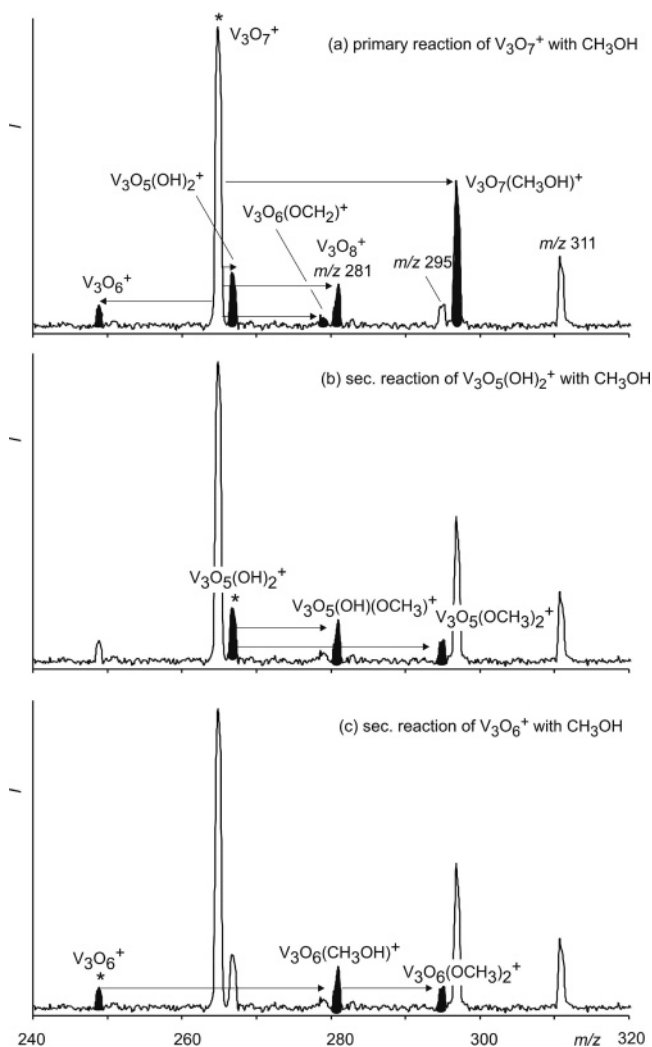 *
V₃O₇⁺
(a) primary reaction of V₃O₇⁺ with CH₃OH
V₃O₅(OH)₂⁺
V₃O₇(CH₃OH)⁺
V₃O₆(OCH₂)⁺
I
V₃O₈⁺
m/z 281
m/z 295
m/z 311
V₃O₆⁺
(b) sec. reaction of V₃O₅(OH)₂⁺ with CH₃OH
I
V₃O₅(OH)₂⁺
*
V₃O₅(OH)(OCH₃)⁺
V₃O₅(OCH₃)₂⁺
(c) sec. reaction of V₃O₆⁺ with CH₃OH
I
V₃O₆⁺
*
V₃O₆(CH₃OH)⁺
V₃O₆(OCH₃)₂⁺
240 260 280 300 m/z 320